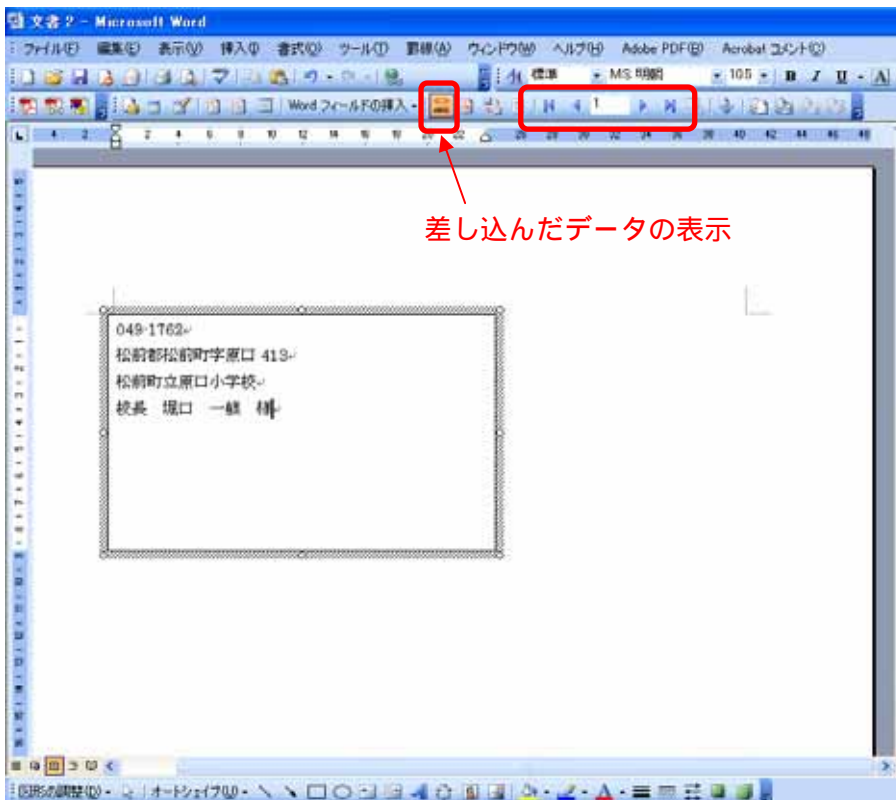 文書 2 - Microsoft Word
ファイル(F) 編集(E) 表示(V) 挿入(I) 書式(O) ツール(T) 罫線(A) ウィンドウ(W) ヘルプ(H) Adobe PDF(B) Acrobat コメント(C)
標準 MS 明朝 10.5 B I U A
Word フィールドの挿入 1
差し込んだデータの表示
049-1762
松前郡松前町字原口 413
松前町立原口小学校
校長 堀口 一 様
図形の調整(D) オートシェイプ(U) A